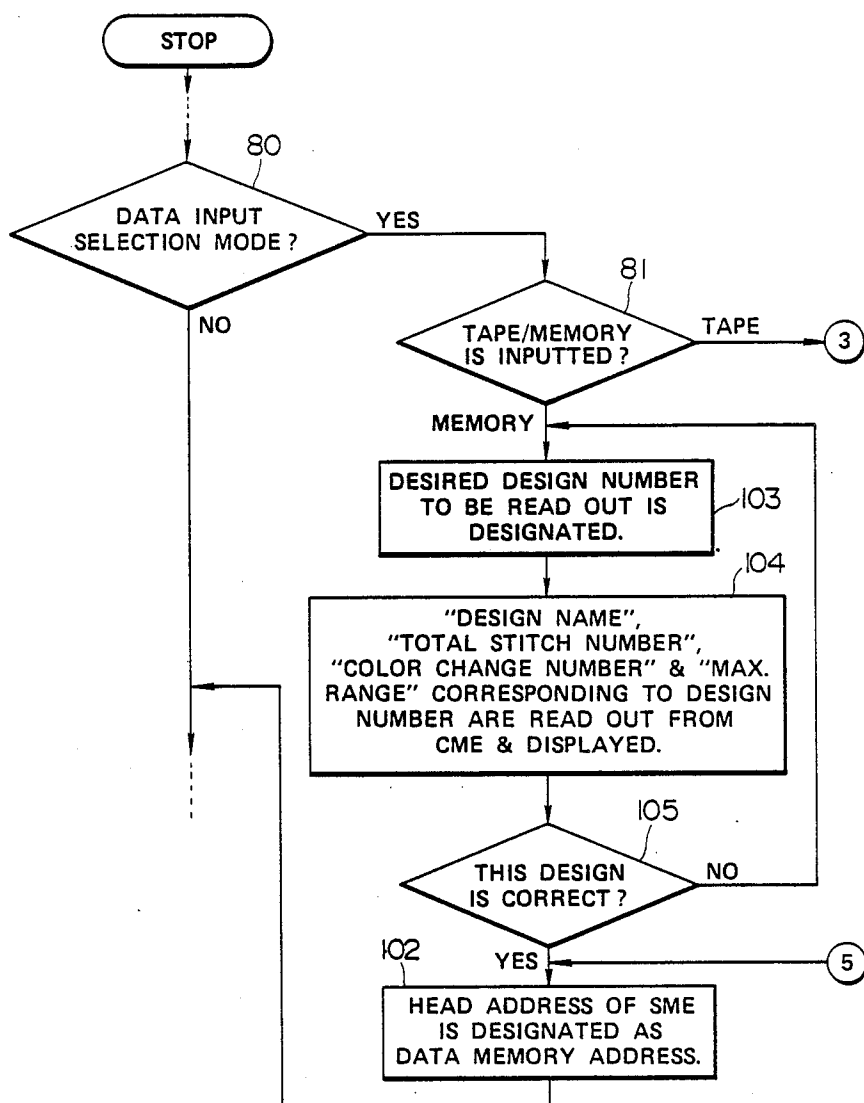 STOP
80
DATA INPUT
SELECTION MODE?
YES
NO
81
TAPE/MEMORY
IS INPUTTED?
TAPE
3
MEMORY
DESIRED DESIGN NUMBER
TO BE READ OUT IS
DESIGNATED.
103
104
"DESIGN NAME",
"TOTAL STITCH NUMBER",
"COLOR CHANGE NUMBER" & "MAX.
RANGE" CORRESPONDING TO DESIGN
NUMBER ARE READ OUT FROM
CME & DISPLAYED.
105
THIS DESIGN
IS CORRECT?
NO
YES
5
102
HEAD ADDRESS OF SME
IS DESIGNATED AS
DATA MEMORY ADDRESS.